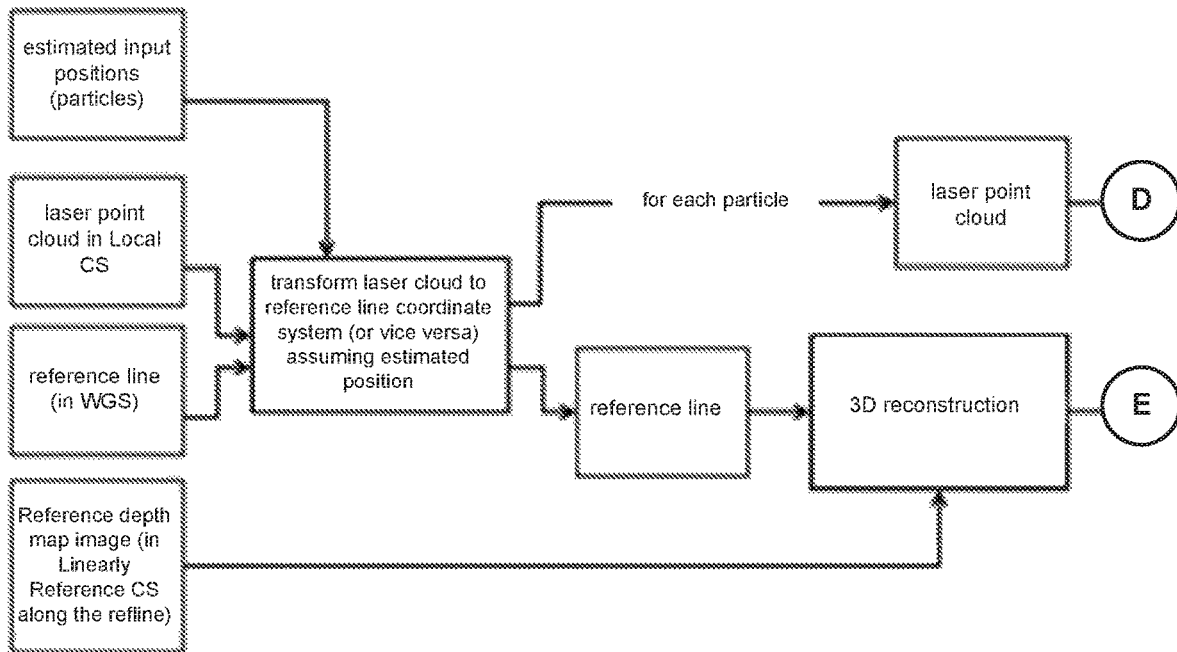 estimated input
positions
(particles)
laser point
cloud in Local
CS
reference line
(in WGS)
Reference depth
map image (in
Linearly
Reference CS
along the refline)
transform laser cloud to
reference line coordinate
system (or vice versa)
assuming estimated
position
for each particle
laser point
cloud
D
reference line
3D reconstruction
E